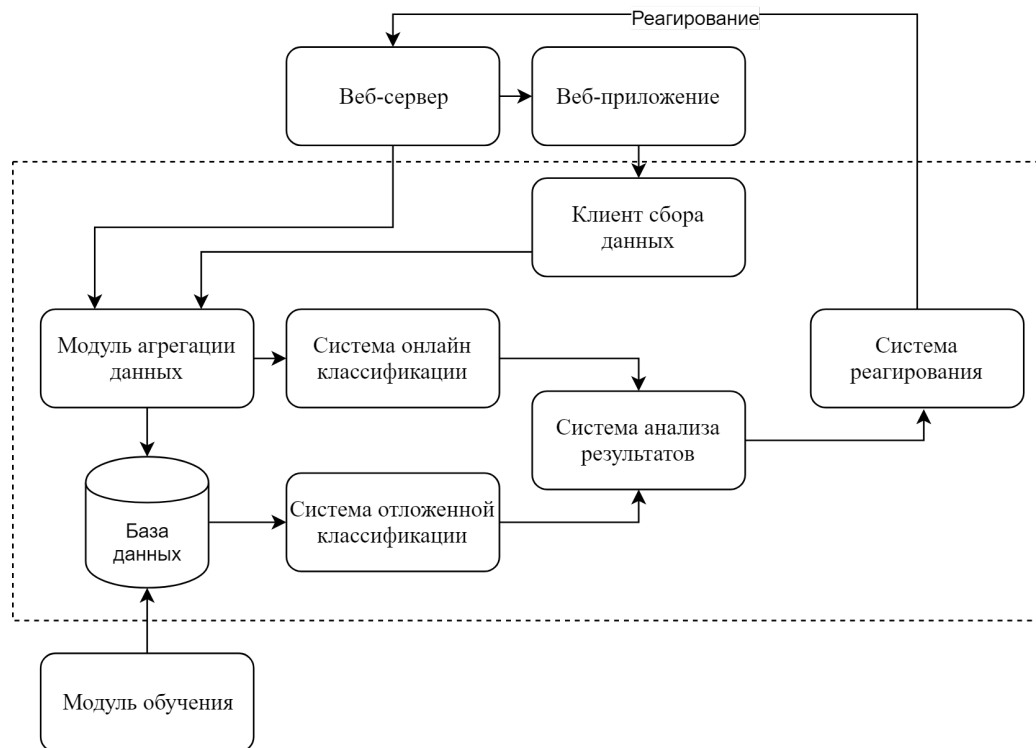 Реагирование
Веб-сервер
Веб-приложение
Клиент сбора
данных
Модуль агрегации
данных
Система онлайн
классификации
Система
реагирования
Система анализа
результатов
База
данных
Система отложенной
классификации
Модуль обучения